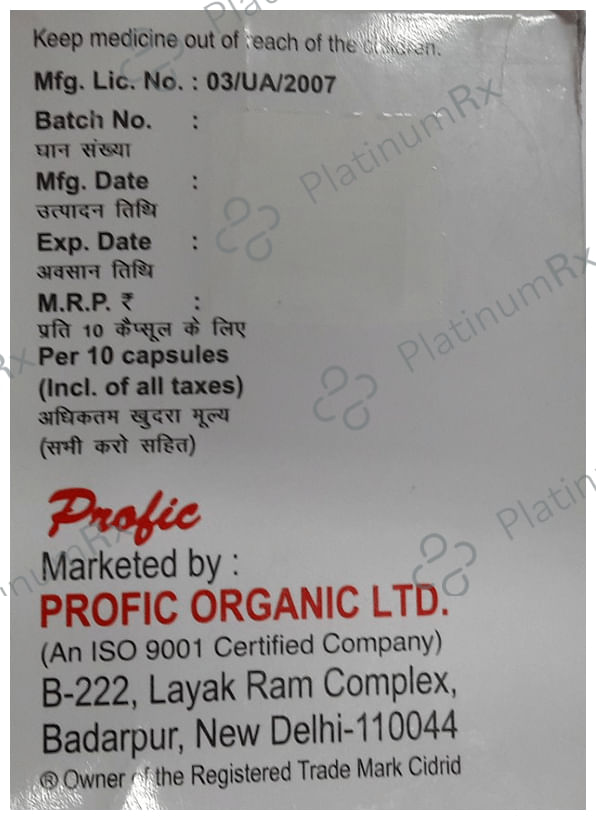 Keep medicine out of reach of the children.
Mfg. Lic. No. : 03/UA/2007
Batch No. :
घान संख्या
Mfg. Date :
उत्पादन तिथि
Exp. Date :
अवसान तिथि
M.R.P. ₹ :
प्रति 10 कैप्सूल के लिए
Per 10 capsules
(Incl. of all taxes)
अधिकतम खुदरा मूल्य
(सभी करो सहित)
Profic
Marketed by :
PROFIC ORGANIC LTD.
(An ISO 9001 Certified Company)
B-222, Layak Ram Complex,
Badarpur, New Delhi-110044
® Owner of the Registered Trade Mark Cidrid
PlatinumRx
PlatinumRx